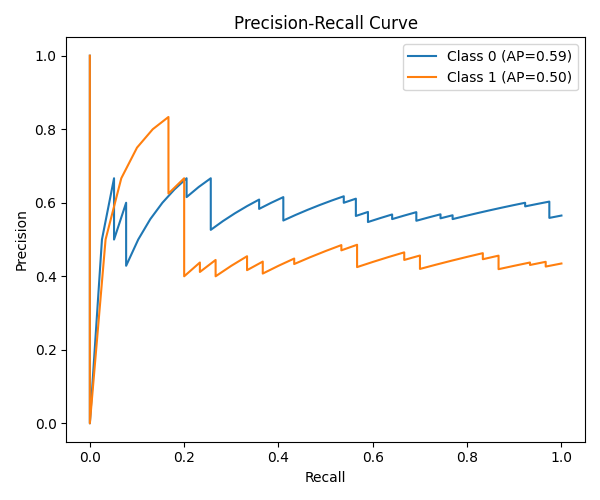 Precision-Recall Curve
Class 0 (AP=0.59)
Class 1 (AP=0.50)
1.0
0.8
0.6
0.4
0.2
0.0
Precision
0.0 0.2 0.4 0.6 0.8 1.0
Recall